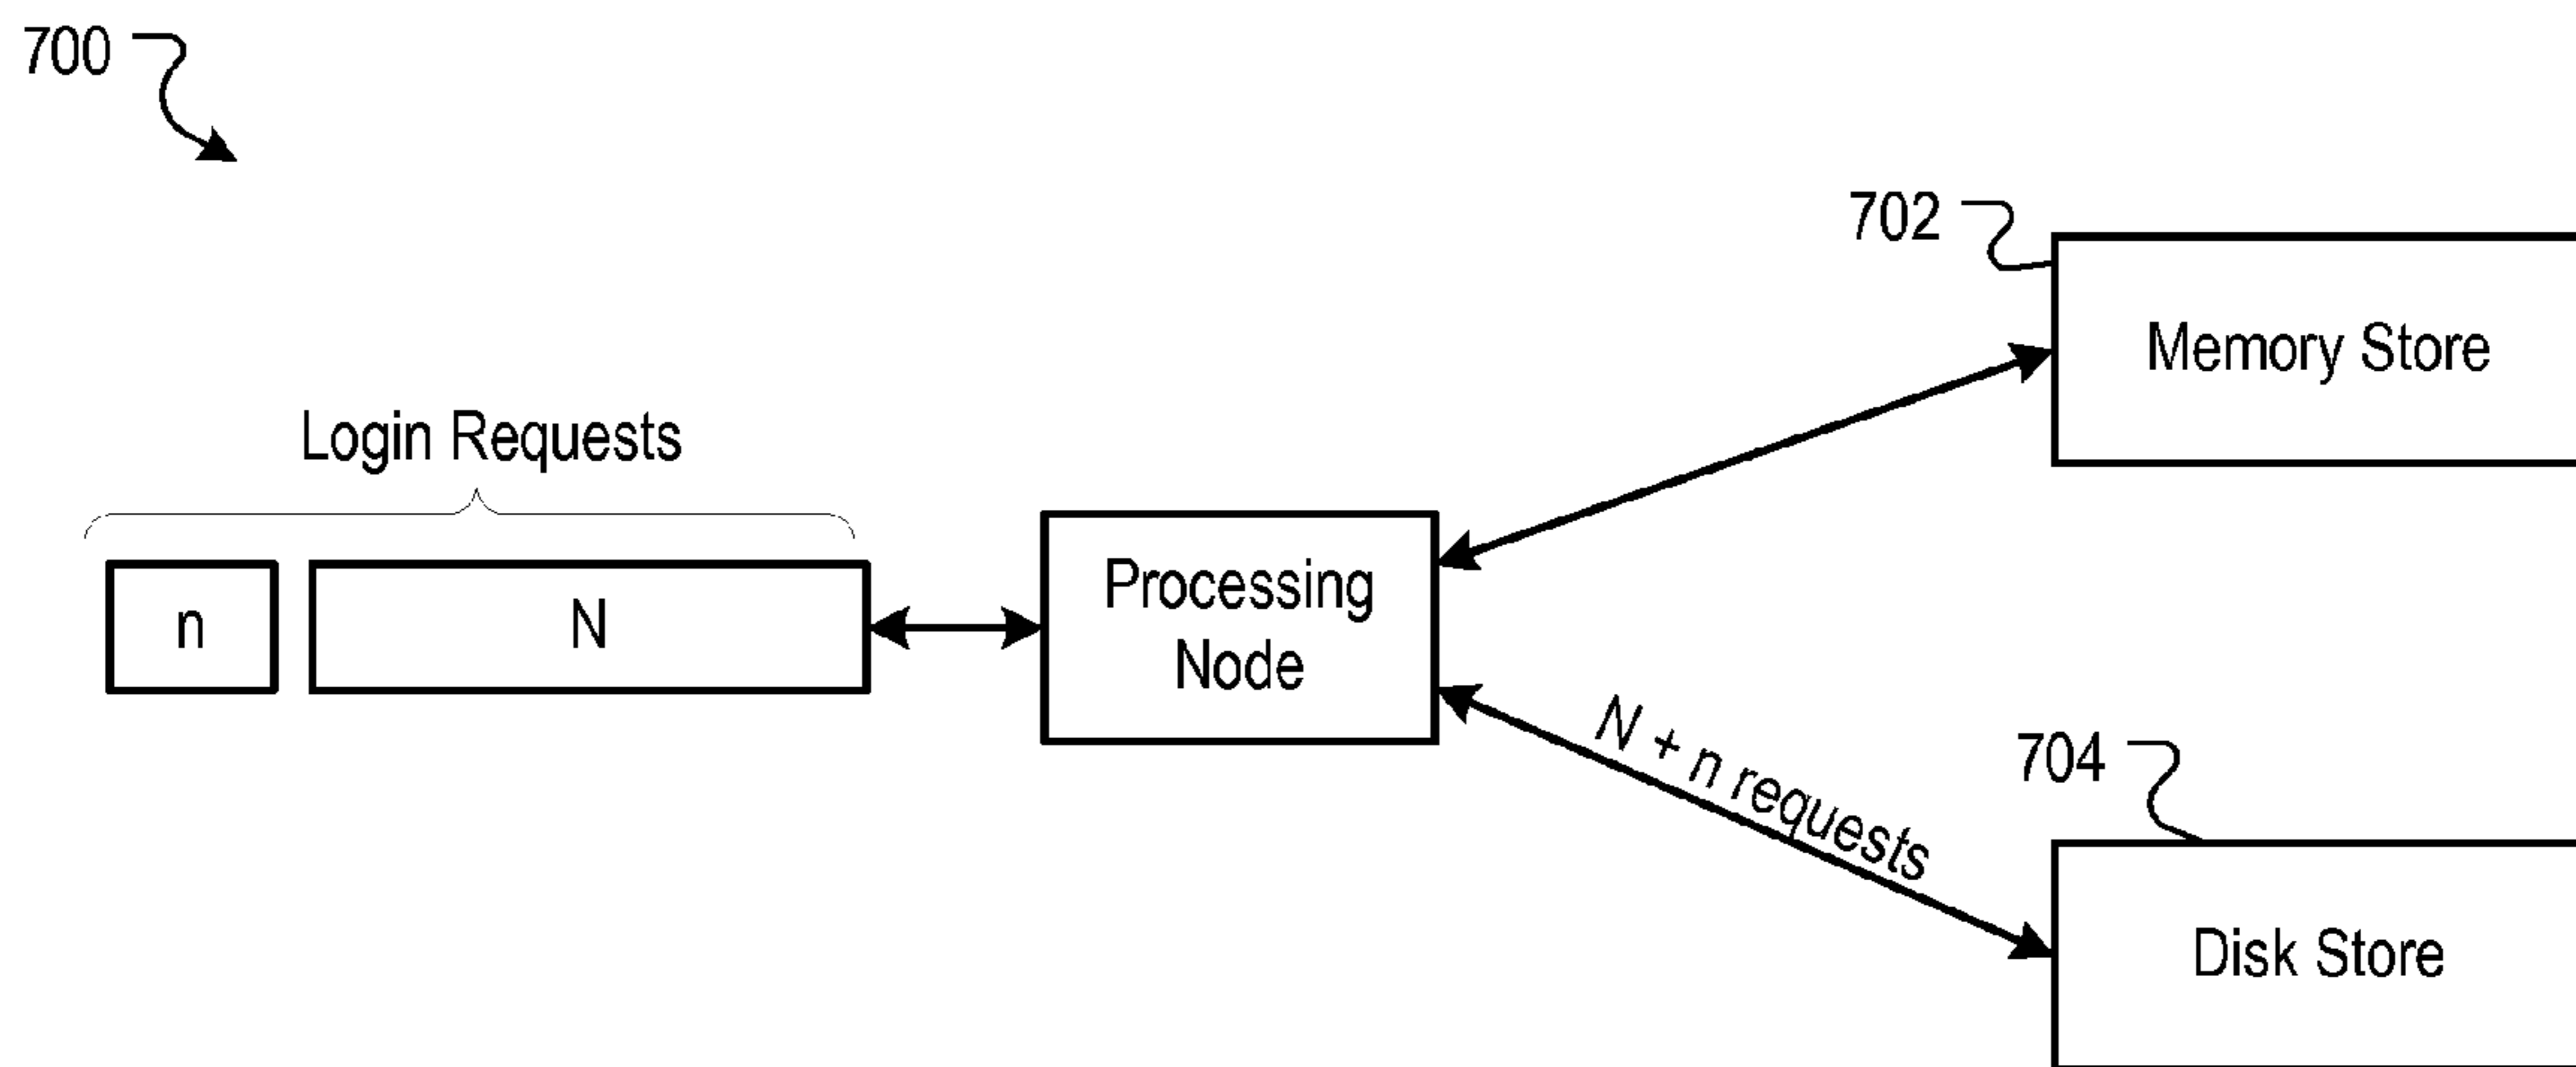 700
702
Memory Store
Login Requests
n
N
Processing
Node
N + n requests
704
Disk Store